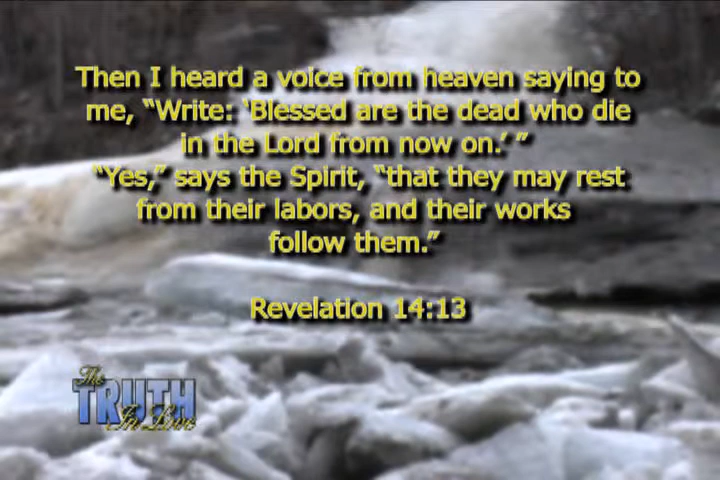 Then I heard a voice from heaven saying to
me, “Write: ‘Blessed are the dead who die
in the Lord from now on.’ ”
“Yes,” says the Spirit, “that they may rest
from their labors, and their works
follow them.”
Revelation 14:13
The
TRUTH
In Love